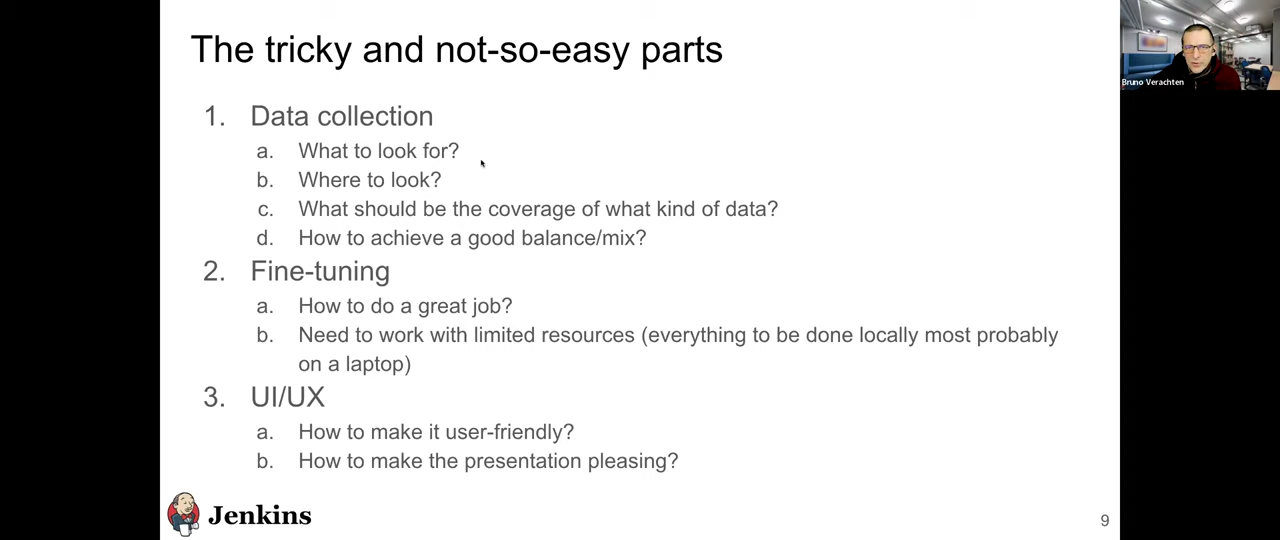 The tricky and not-so-easy parts
Bruno Verachten
1. Data collection
a. What to look for?
b. Where to look?
c. What should be the coverage of what kind of data?
d. How to achieve a good balance/mix?
2. Fine-tuning
a. How to do a great job?
b. Need to work with limited resources (everything to be done locally most probably
on a laptop)
3. UI/UX
a. How to make it user-friendly?
b. How to make the presentation pleasing?
Jenkins
9